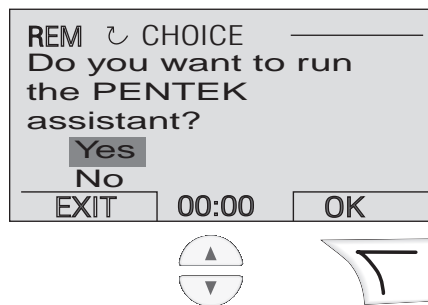 REM ↻ CHOICE
Do you want to run
the PENTEK
assistant?
Yes
No
EXIT 00:00 OK